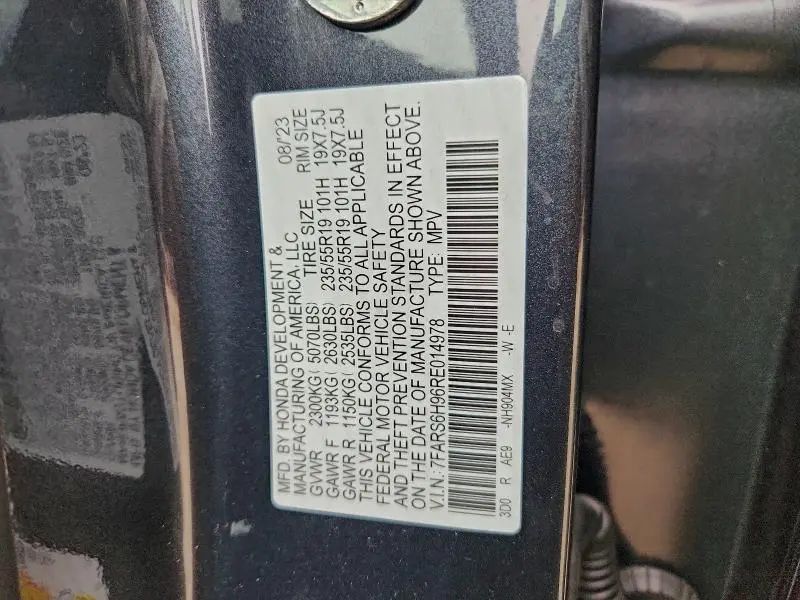 MFD. BY HONDA DEVELOPMENT &
MANUFACTURING OF AMERICA, LLC 08/'23
GVWR 2300KG( 5070LBS) TIRE SIZE RIM SIZE
GAWR F 1193KG( 2630LBS) 235/55R19 101H 19X7.5J
GAWR R 1150KG( 2535LBS) 235/55R19 101H 19X7.5J
THIS VEHICLE CONFORMS TO ALL APPLICABLE
FEDERAL MOTOR VEHICLE SAFETY
AND THEFT PREVENTION STANDARDS IN EFFECT
ON THE DATE OF MANUFACTURE SHOWN ABOVE.
V.I.N: 7FARS6H96RE014978 TYPE: MPV
3D0 R AE9 -NH904MX -W -E